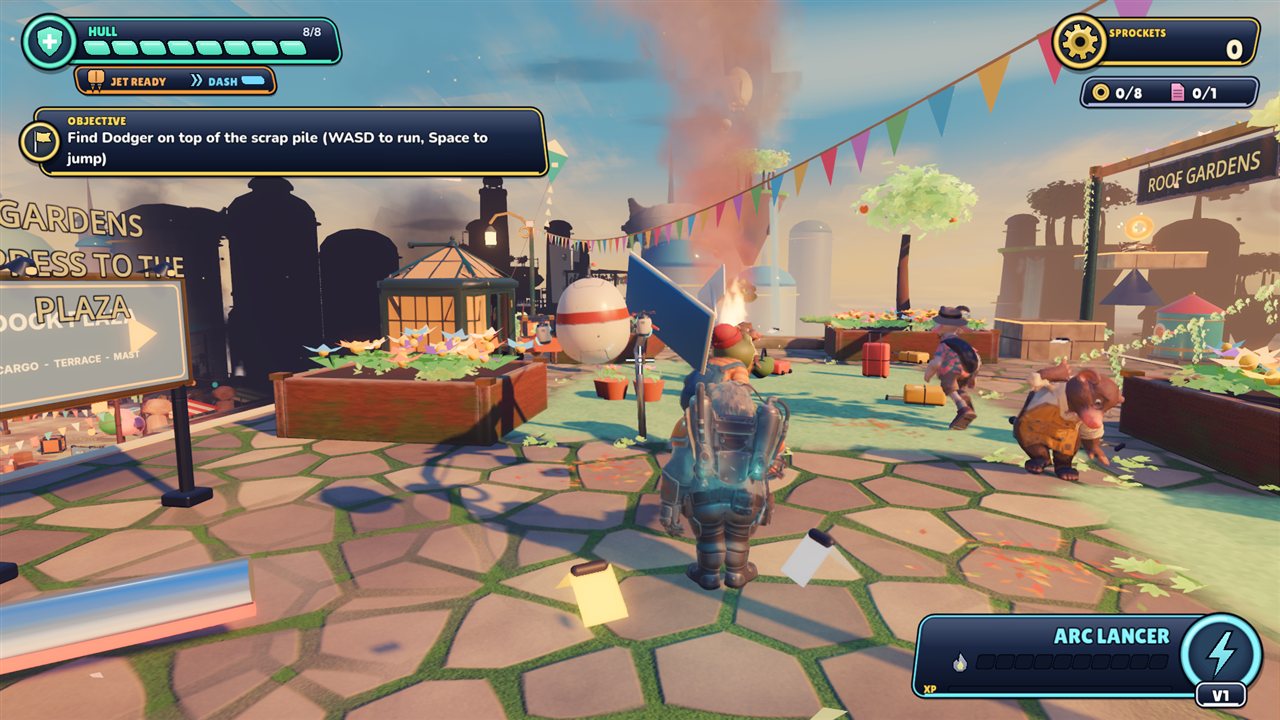 HULL
8/8
JET READY
DASH
OBJECTIVE
Find Dodger on top of the scrap pile (WASD to run, Space to
jump)
SPROCKETS
0
0/8
0/1
ROOF GARDENS
GARDENS
TO THE
PLAZA
CARGO - TERRACE - MAST
ARC LANCER
XP
V1